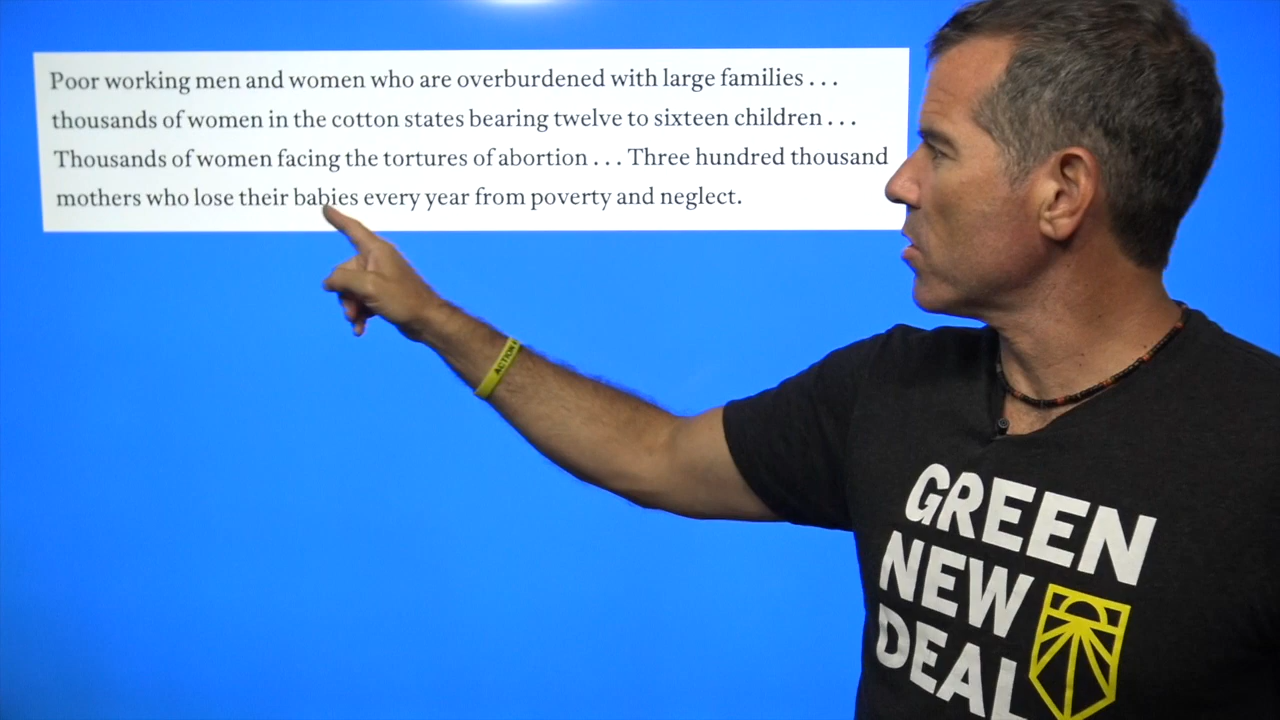 Poor working men and women who are overburdened with large families . . .
thousands of women in the cotton states bearing twelve to sixteen children . . .
Thousands of women facing the tortures of abortion . . . Three hundred thousand
mothers who lose their babies every year from poverty and neglect.
ACTION
GREEN
NEW
DEAL